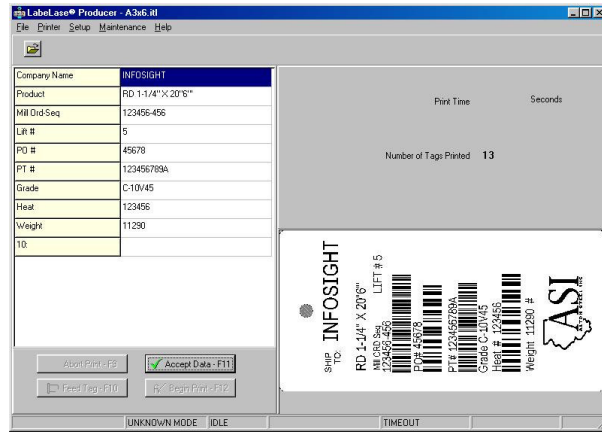 LabeLase® Producer - A3x6.itl
File Printer Setup Maintenance Help
Company Name INFOSIGHT
Product RD 1-1/4" X 20'6"'
Mill Ord-Seq 123456-456
Lift # 5
PO # 45678
PT # 123456789A
Grade C-10V45
Heat 123456
Weight 11290
10:
Abort Print - F9
Accept Data - F11
Feed Tag - F10
Begin Print - F12
Print Time Seconds
Number of Tags Printed 13
SHIP TO: INFOSIGHT
RD 1-1/4" X 20'6"'
Mill ORD Seq LIFT # 5
123456-456
PO# 45678
PT# 123456789A
Grade C-10V45
Heat # 123456
Weight 11290 #
ASI
UNKNOWN MODE IDLE TIMEOUT